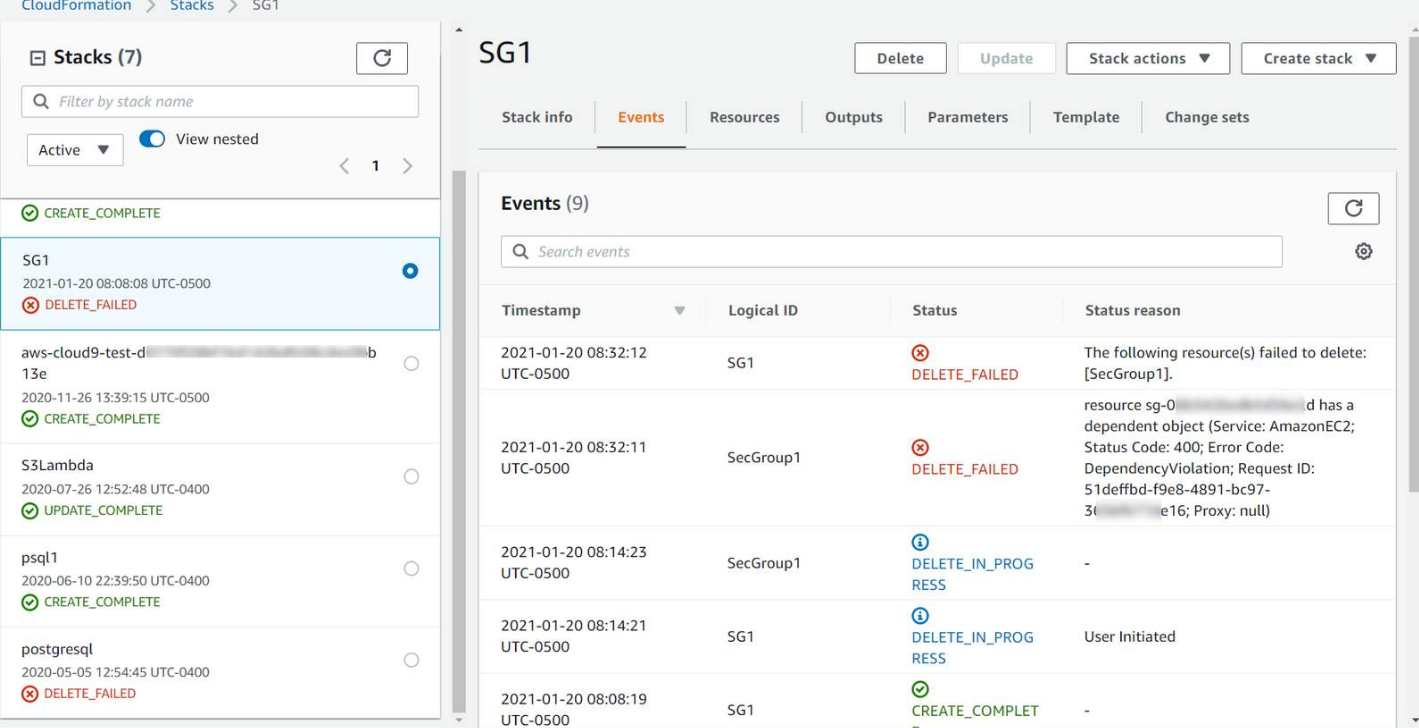 CloudFormation > Stacks > SG1
Stacks (7)
Filter by stack name
Active
View nested
1
CREATE_COMPLETE
SG1
2021-01-20 08:08:08 UTC-0500
DELETE_FAILED
aws-cloud9-test-d b
13e
2020-11-26 13:39:15 UTC-0500
CREATE_COMPLETE
S3Lambda
2020-07-26 12:52:48 UTC-0400
UPDATE_COMPLETE
psql1
2020-06-10 22:39:50 UTC-0400
CREATE_COMPLETE
postgresql
2020-05-05 12:54:45 UTC-0400
DELETE_FAILED
SG1
Delete
Update
Stack actions
Create stack
Stack info
Events
Resources
Outputs
Parameters
Template
Change sets
Events (9)
Search events
Timestamp
Logical ID
Status
Status reason
2021-01-20 08:32:12
UTC-0500
SG1
DELETE_FAILED
The following resource(s) failed to delete:
[SecGroup1].
2021-01-20 08:32:11
UTC-0500
SecGroup1
DELETE_FAILED
resource sg-0 d has a
dependent object (Service: AmazonEC2;
Status Code: 400; Error Code:
DependencyViolation; Request ID:
51deffbd-f9e8-4891-bc97-
3 e16; Proxy: null)
2021-01-20 08:14:23
UTC-0500
SecGroup1
DELETE_IN_PROG
RESS
-
2021-01-20 08:14:21
UTC-0500
SG1
DELETE_IN_PROG
RESS
User Initiated
2021-01-20 08:08:19
UTC-0500
SG1
CREATE_COMPLET
-